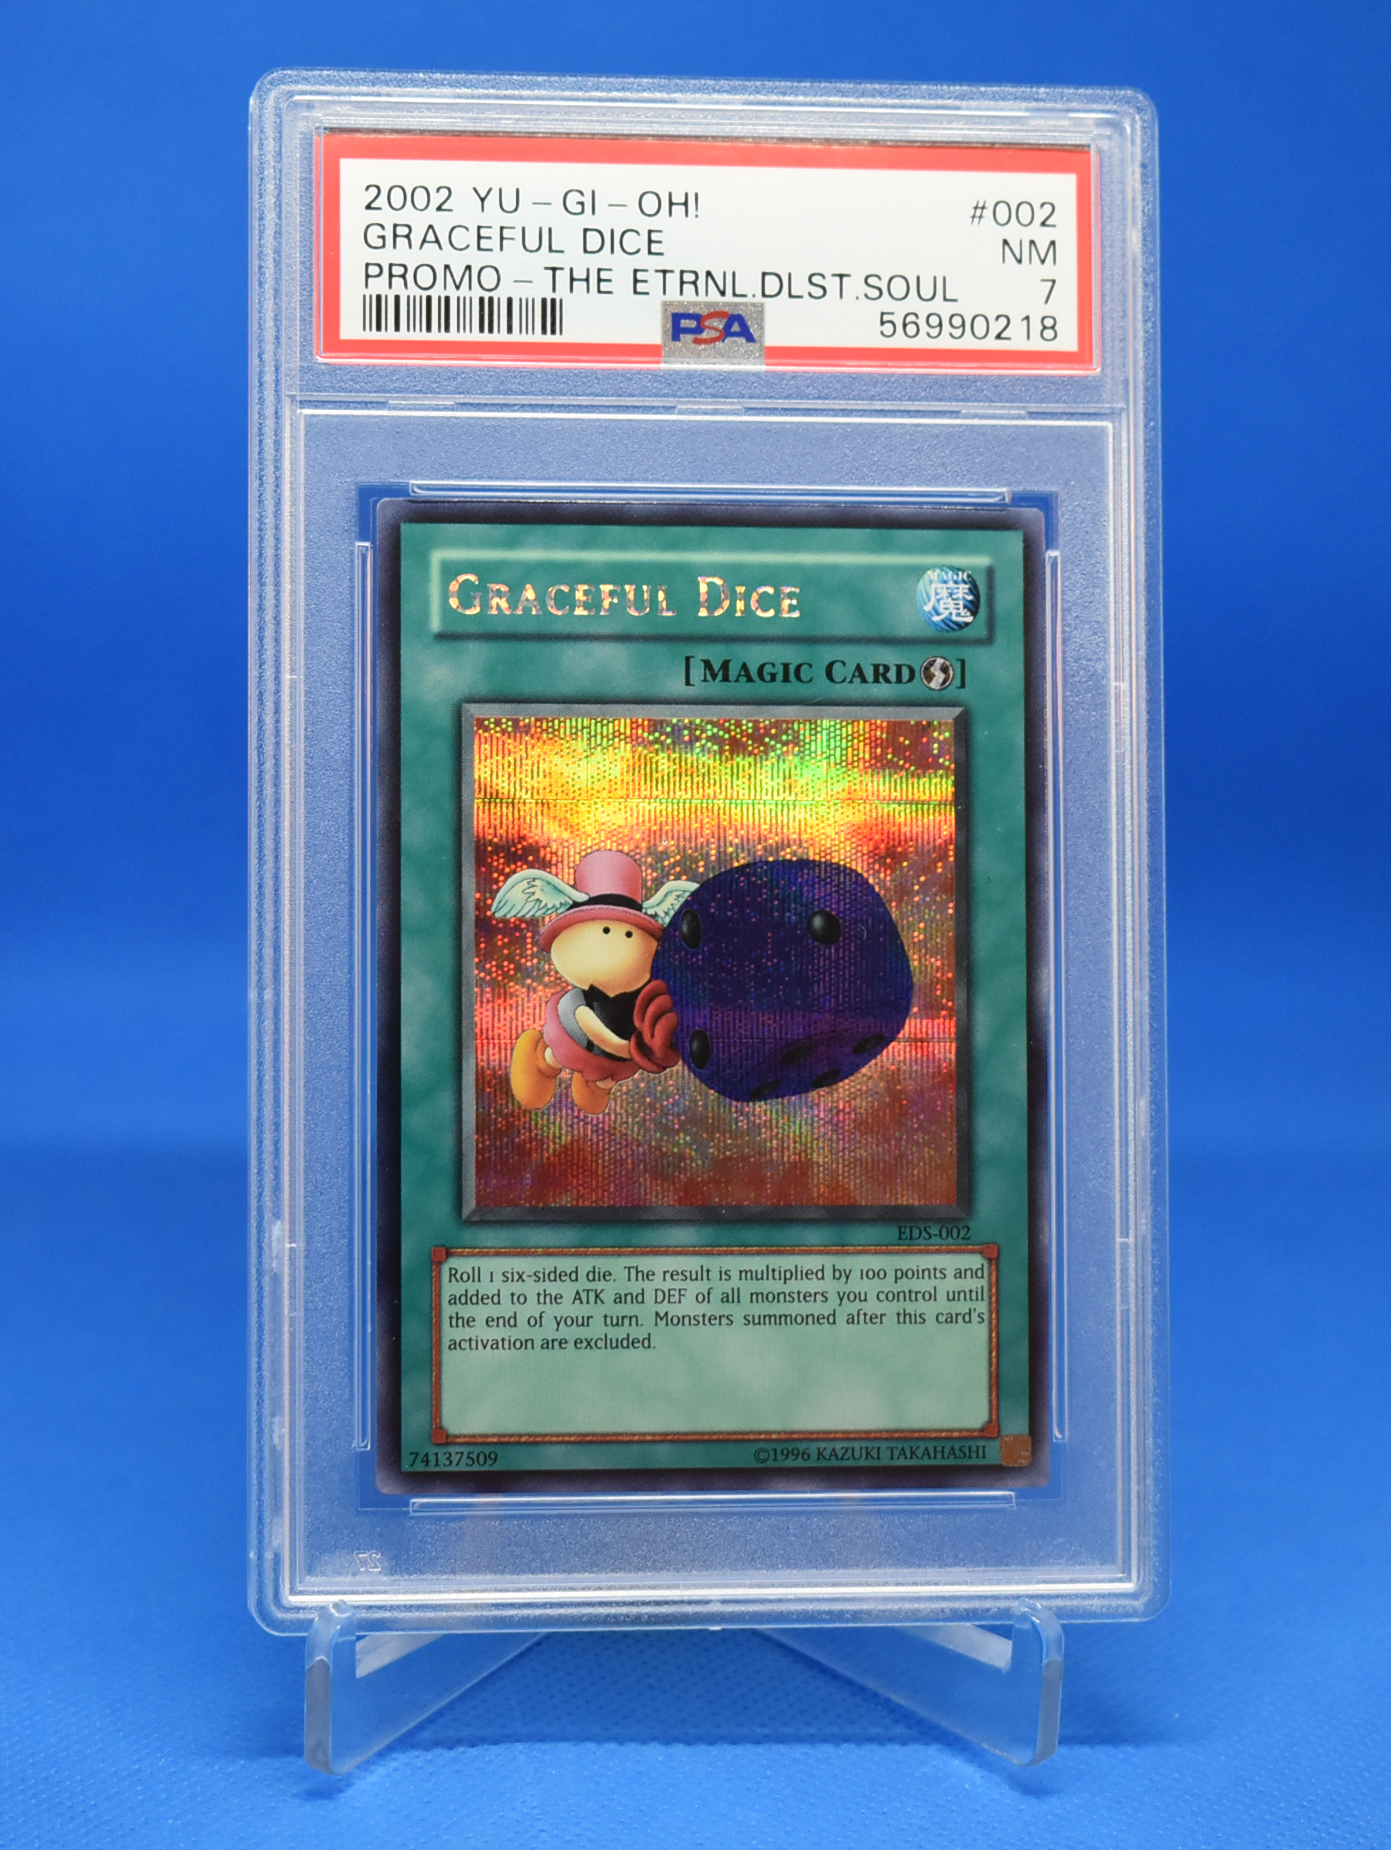 2002 YU-GI-OH! #002
GRACEFUL DICE NM
PROMO-THE ETRNL.DLST.SOUL 7
PSA 56990218
GRACEFUL DICE
MAGIC
魔
[MAGIC CARD]
EDS-002
Roll 1 six-sided die. The result is multiplied by 100 points and
added to the ATK and DEF of all monsters you control until
the end of your turn. Monsters summoned after this card's
activation are excluded.
74137509 ©1996 KAZUKI TAKAHASHI
27